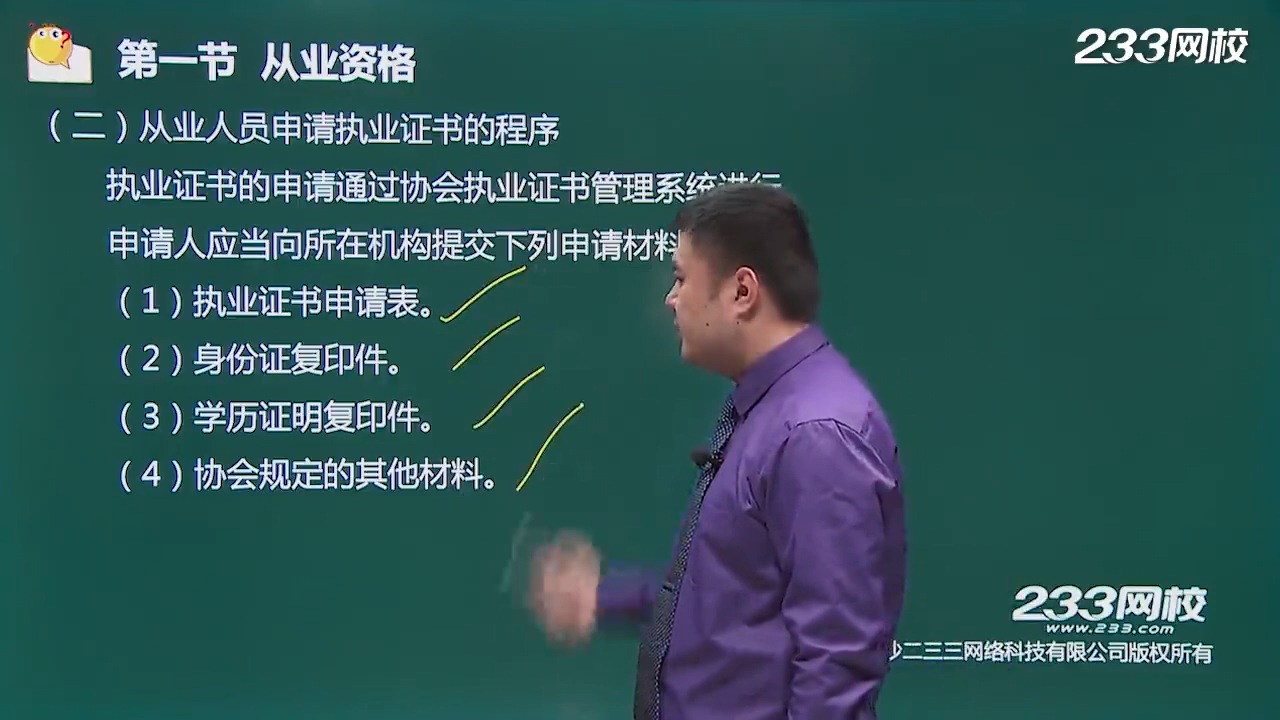 第一节 从业资格
233网校
（二）从业人员申请执业证书的程序
执业证书的申请通过协会执业证书管理系统进行
申请人应当向所在机构提交下列申请材料
（1）执业证书申请表。
（2）身份证复印件。
（3）学历证明复印件。
（4）协会规定的其他材料。
233网校
www.233.com
二三三网络科技有限公司版权所有